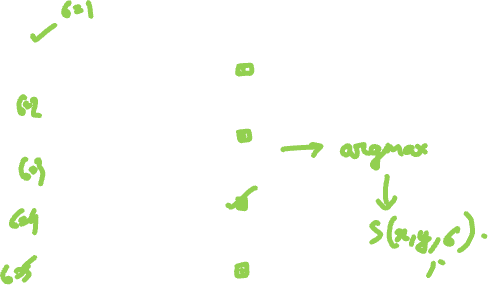 σ=1
σ=2
σ=3
σ=4
σ=5
→ argmax
↓
S(x,y,σ).